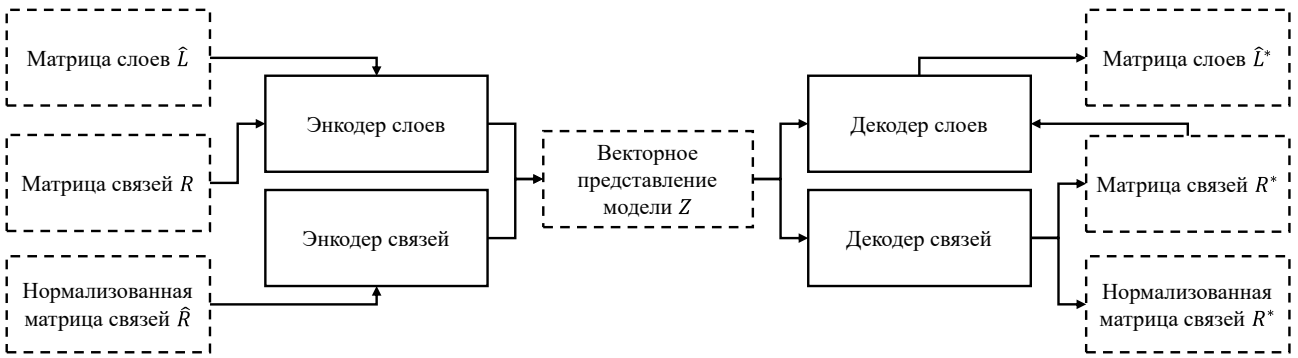 Матрица слоев L̂
Матрица связей R
Нормализованная
матрица связей R̂
Энкодер слоев
Энкодер связей
Векторное
представление
модели Z
Декодер слоев
Декодер связей
Матрица слоев L̂*
Матрица связей R*
Нормализованная
матрица связей R*